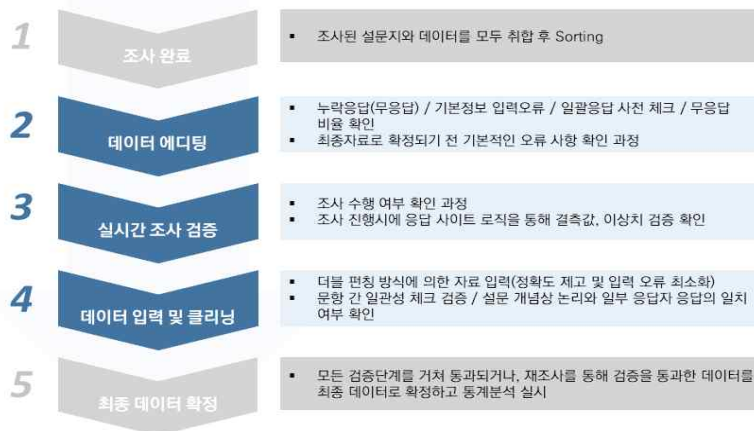 1
조사 완료
▪ 조사된 설문지와 데이터를 모두 취합 후 Sorting
2
데이터 에디팅
▪ 누락응답(무응답) / 기본정보 입력오류 / 일괄응답 사전 체크 / 무응답
비율 확인
▪ 최종자료로 확정되기 전 기본적인 오류 사항 확인 과정
3
실시간 조사 검증
▪ 조사 수행 여부 확인 과정
▪ 조사 진행시에 응답 사이트 로직을 통해 결측값, 이상치 검증 확인
4
데이터 입력 및 클리닝
▪ 더블 펀칭 방식에 의한 자료 입력(정확도 제고 및 입력 오류 최소화)
▪ 문항 간 일관성 체크 검증 / 설문 개념상 논리와 일부 응답자 응답의 일치
여부 확인
5
최종 데이터 확정
▪ 모든 검증단계를 거쳐 통과되거나, 재조사를 통해 검증을 통과한 데이터를
최종 데이터로 확정하고 통계분석 실시